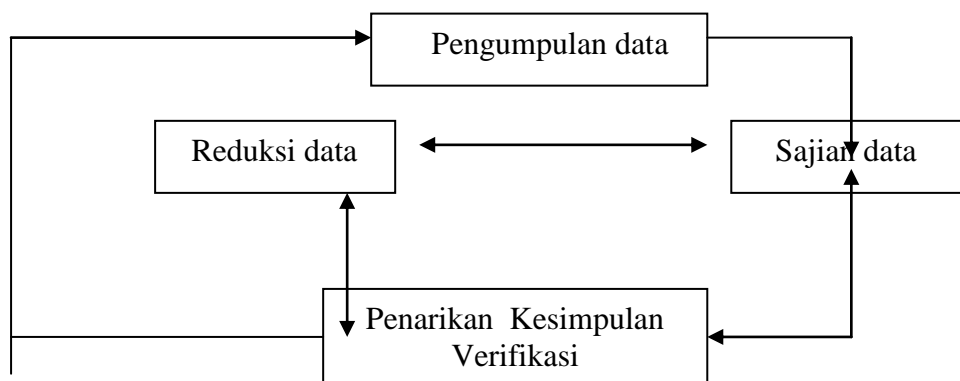 Pengumpulan data
Reduksi data
Sajian data
Penarikan Kesimpulan
Verifikasi